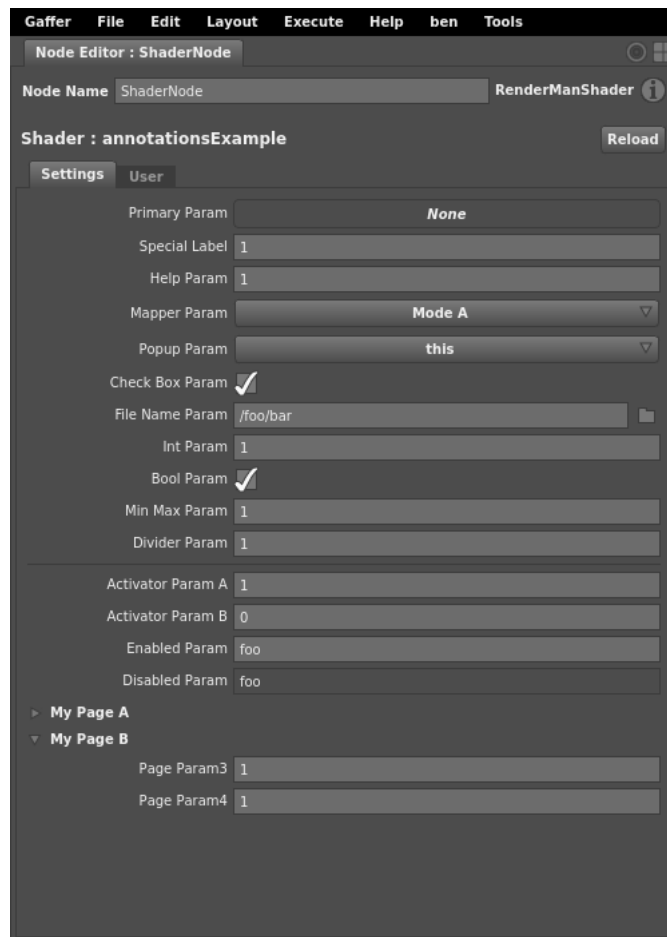 Gaffer File Edit Layout Execute Help ben Tools
Node Editor : ShaderNode
Node Name ShaderNode RenderManShader
Shader : annotationsExample Reload
Settings User
Primary Param None
Special Label 1
Help Param 1
Mapper Param Mode A
Popup Param this
Check Box Param
File Name Param /foo/bar
Int Param 1
Bool Param
Min Max Param 1
Divider Param 1
Activator Param A 1
Activator Param B 0
Enabled Param foo
Disabled Param foo
My Page A
My Page B
Page Param3 1
Page Param4 1